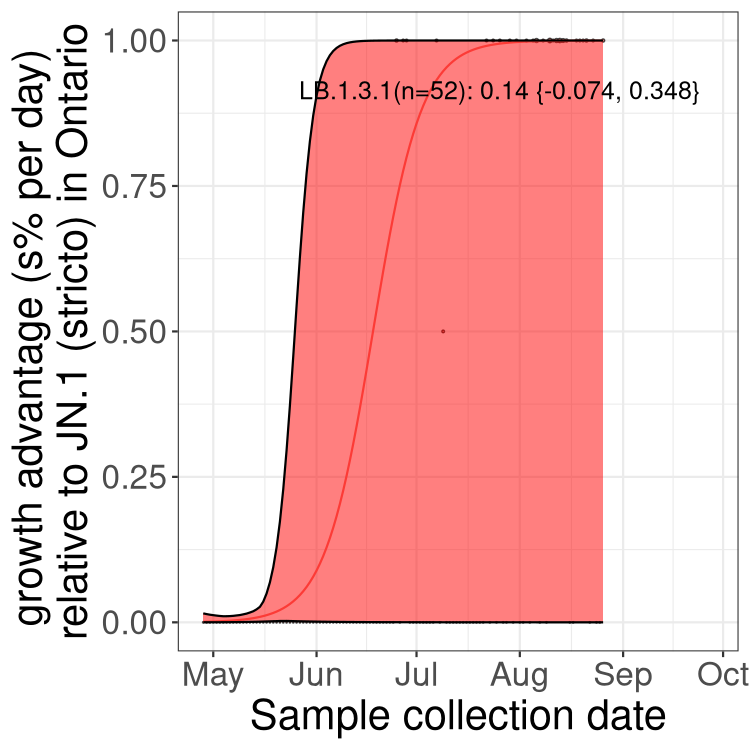 growth advantage (s% per day)
relative to JN.1 (stricto) in Ontario
1.00
0.75
0.50
0.25
0.00
LB.1.3.1(n=52): 0.14 {-0.074, 0.348}
May Jun Jul Aug Sep Oct
Sample collection date